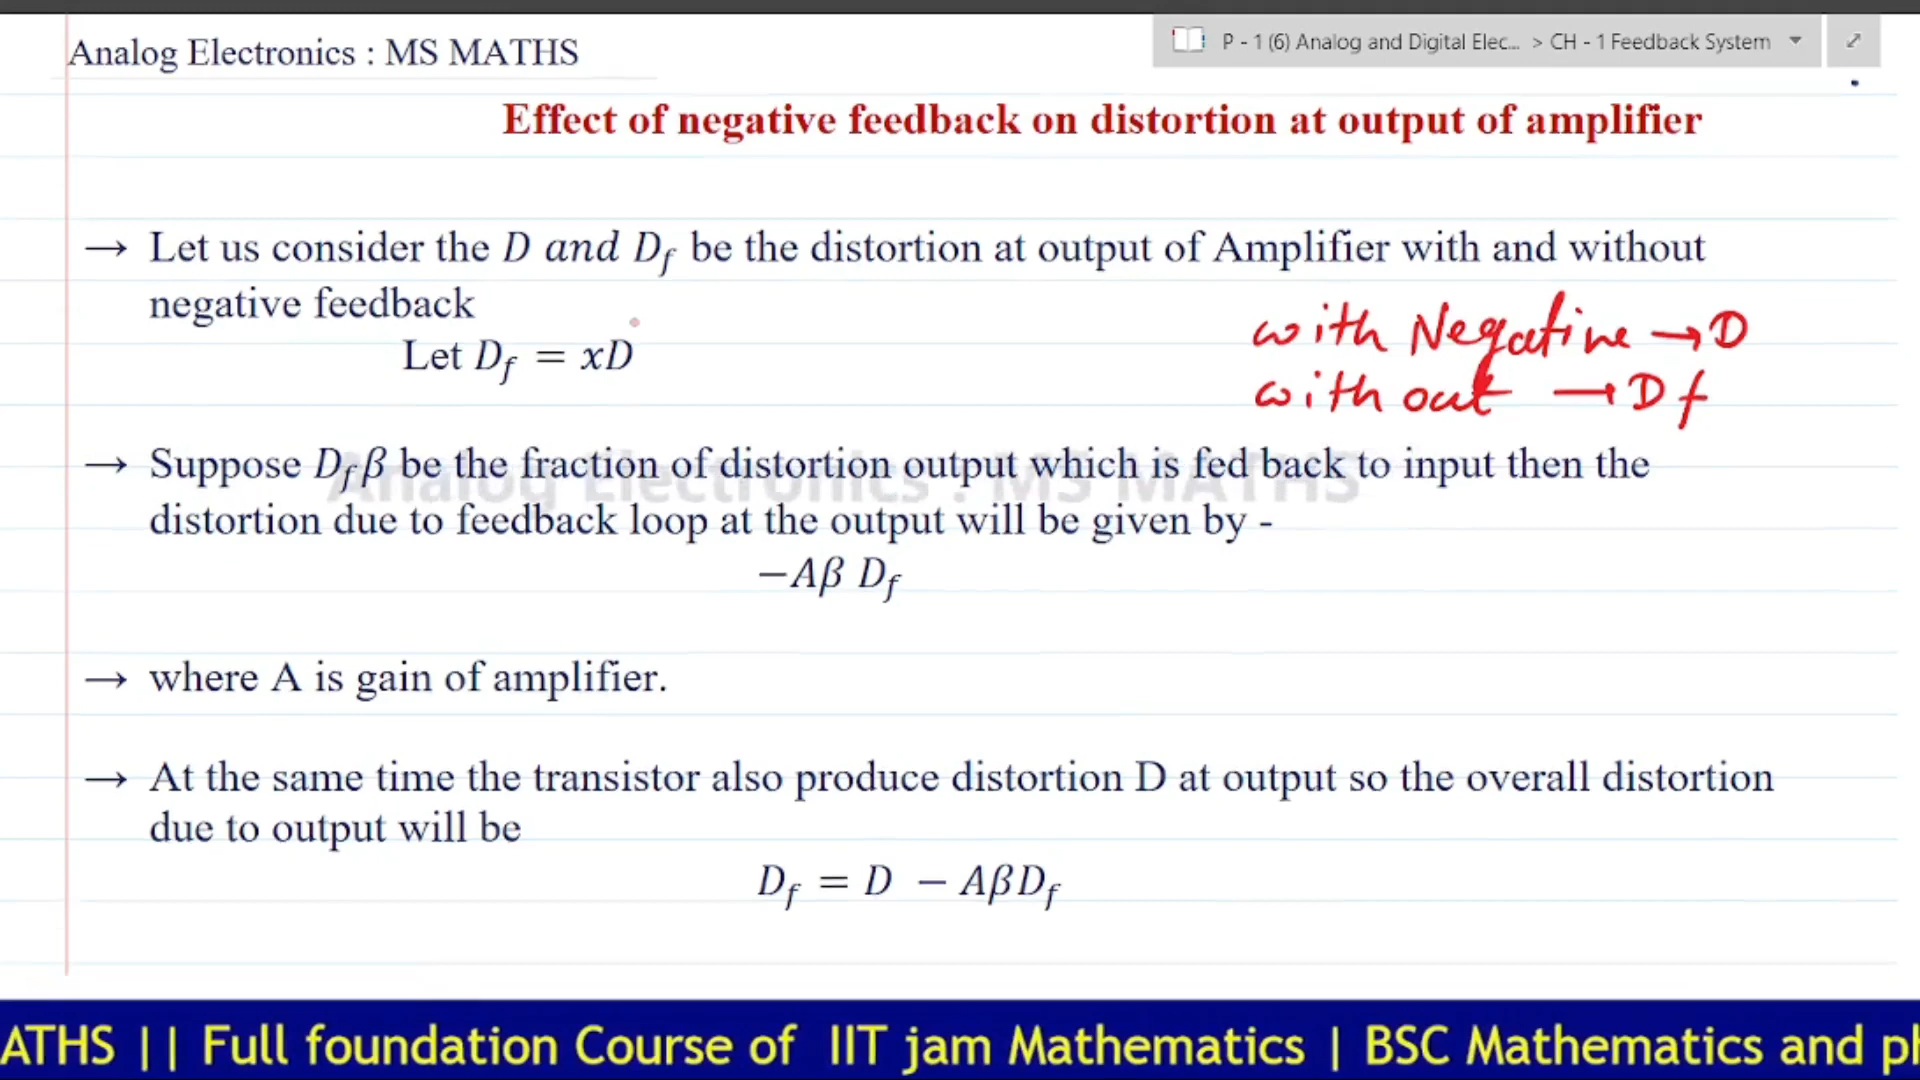 Analog Electronics : MS MATHS
P - 1 (6) Analog and Digital Elec... > CH - 1 Feedback System
Effect of negative feedback on distortion at output of amplifier
→ Let us consider the D and D_f be the distortion at output of Amplifier with and without
negative feedback
with Negative → D
Let D_f = xD
with out → D f
→ Suppose D_fβ be the fraction of distortion output which is fed back to input then the
Analog Electronics : MS MATHS
distortion due to feedback loop at the output will be given by -
−Aβ D_f
→ where A is gain of amplifier.
→ At the same time the transistor also produce distortion D at output so the overall distortion
due to output will be
D_f = D − AβD_f
ATHS || Full foundation Course of IIT jam Mathematics | BSC Mathematics and ph